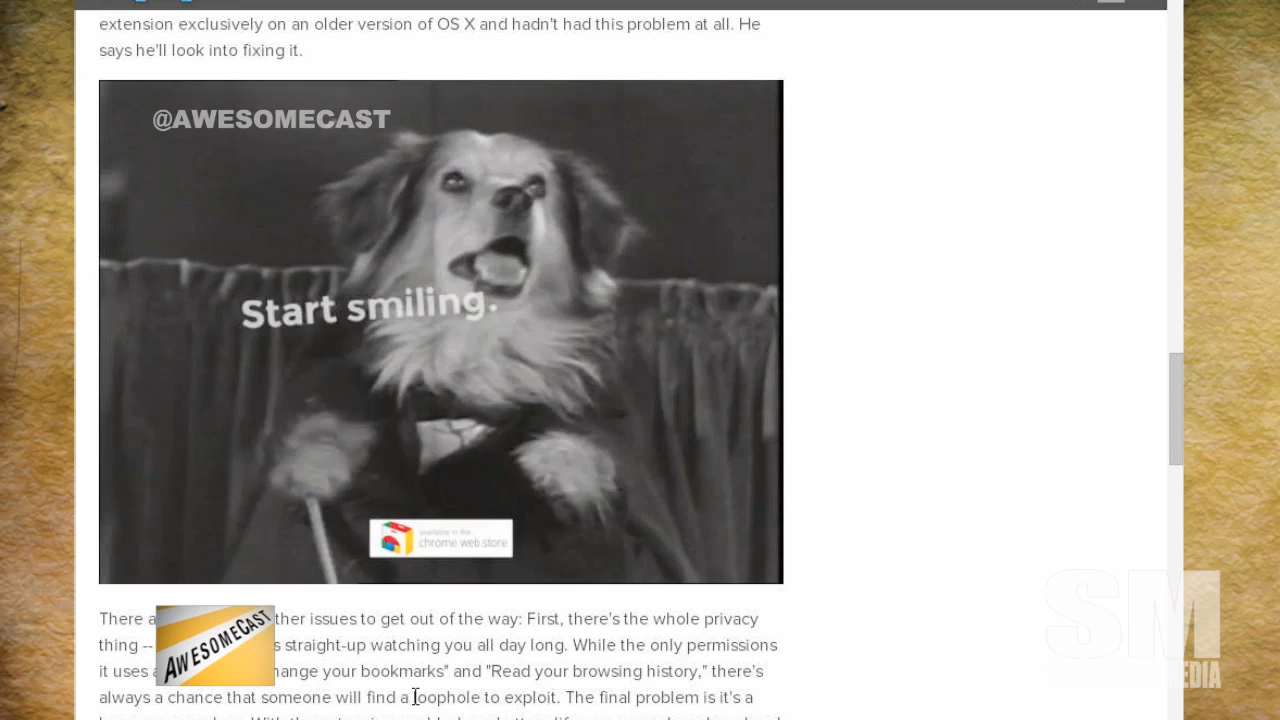 extension exclusively on an older version of OS X and hadn't had this problem at all. He
says he'll look into fixing it.
@AWESOMECAST
Start smiling.
available in the
chrome web store
There a ther issues to get out of the way: First, there's the whole privacy
thing -- s straight-up watching you all day long. While the only permissions
it uses a hange your bookmarks" and "Read your browsing history," there's
always a chance that someone will find a loophole to exploit. The final problem is it's a
AWESOMECAST
SM
MEDIA